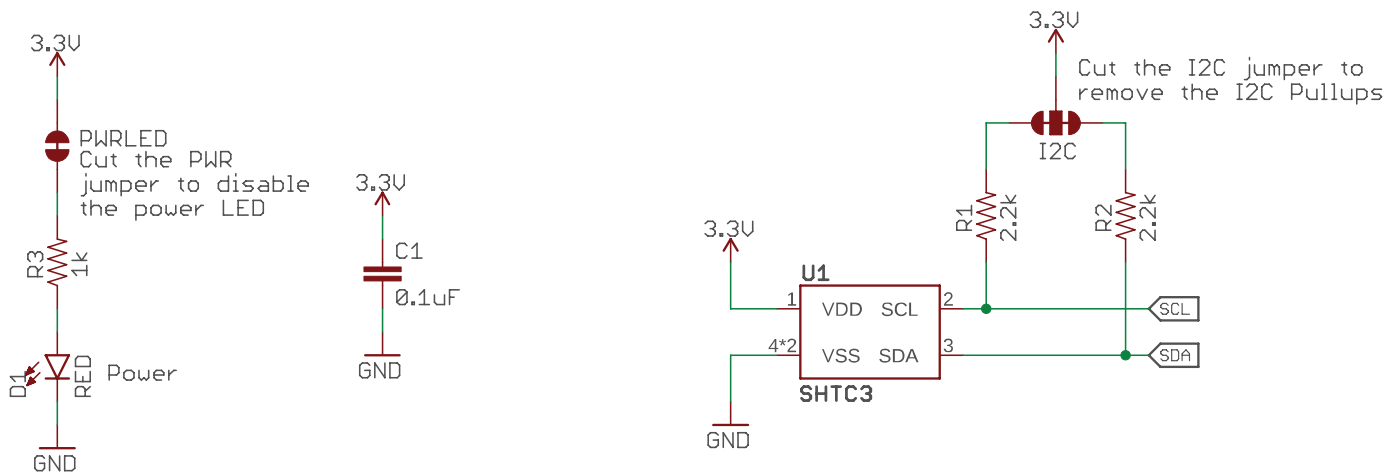 3.3V
PWRLED
Cut the PWR
jumper to disable
the power LED
R3
1k
D1
RED
Power
GND
3.3V
C1
0.1uF
GND
3.3V
Cut the I2C jumper to
remove the I2C Pullups
I2C
R1
2.2k
R2
2.2k
3.3V
U1
1
VDD
SCL
2
SCL
4*2
VSS
SDA
3
SDA
SHTC3
GND